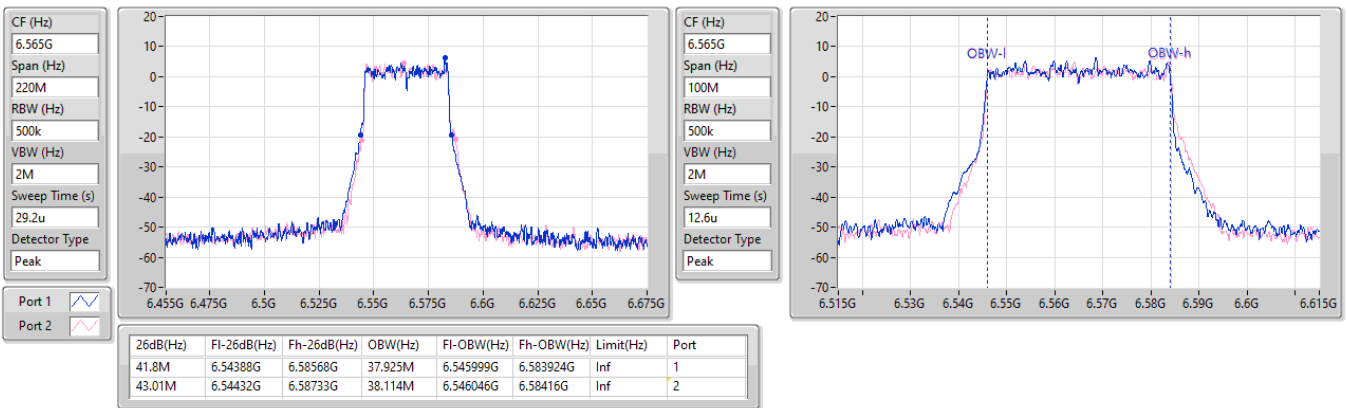 CF (Hz)
6.565G
Span (Hz)
220M
RBW (Hz)
500k
VBW (Hz)
2M
Sweep Time (s)
29.2u
Detector Type
Peak
Port 1
Port 2
20
10
0
-10
-20
-30
-40
-50
-60
-70
6.455G 6.475G 6.5G 6.525G 6.55G 6.575G 6.6G 6.625G 6.65G 6.675G
CF (Hz)
6.565G
Span (Hz)
100M
RBW (Hz)
500k
VBW (Hz)
2M
Sweep Time (s)
12.6u
Detector Type
Peak
20
10
0
-10
-20
-30
-40
-50
-60
-70
OBW-l OBW-h
6.515G 6.53G 6.54G 6.55G 6.56G 6.57G 6.58G 6.59G 6.6G 6.615G
26dB(Hz) Fl-26dB(Hz) Fh-26dB(Hz) OBW(Hz) Fl-OBW(Hz) Fh-OBW(Hz) Limit(Hz) Port
41.8M 6.54388G 6.58568G 37.925M 6.545999G 6.583924G Inf 1
43.01M 6.54432G 6.58733G 38.114M 6.546046G 6.58416G Inf 2